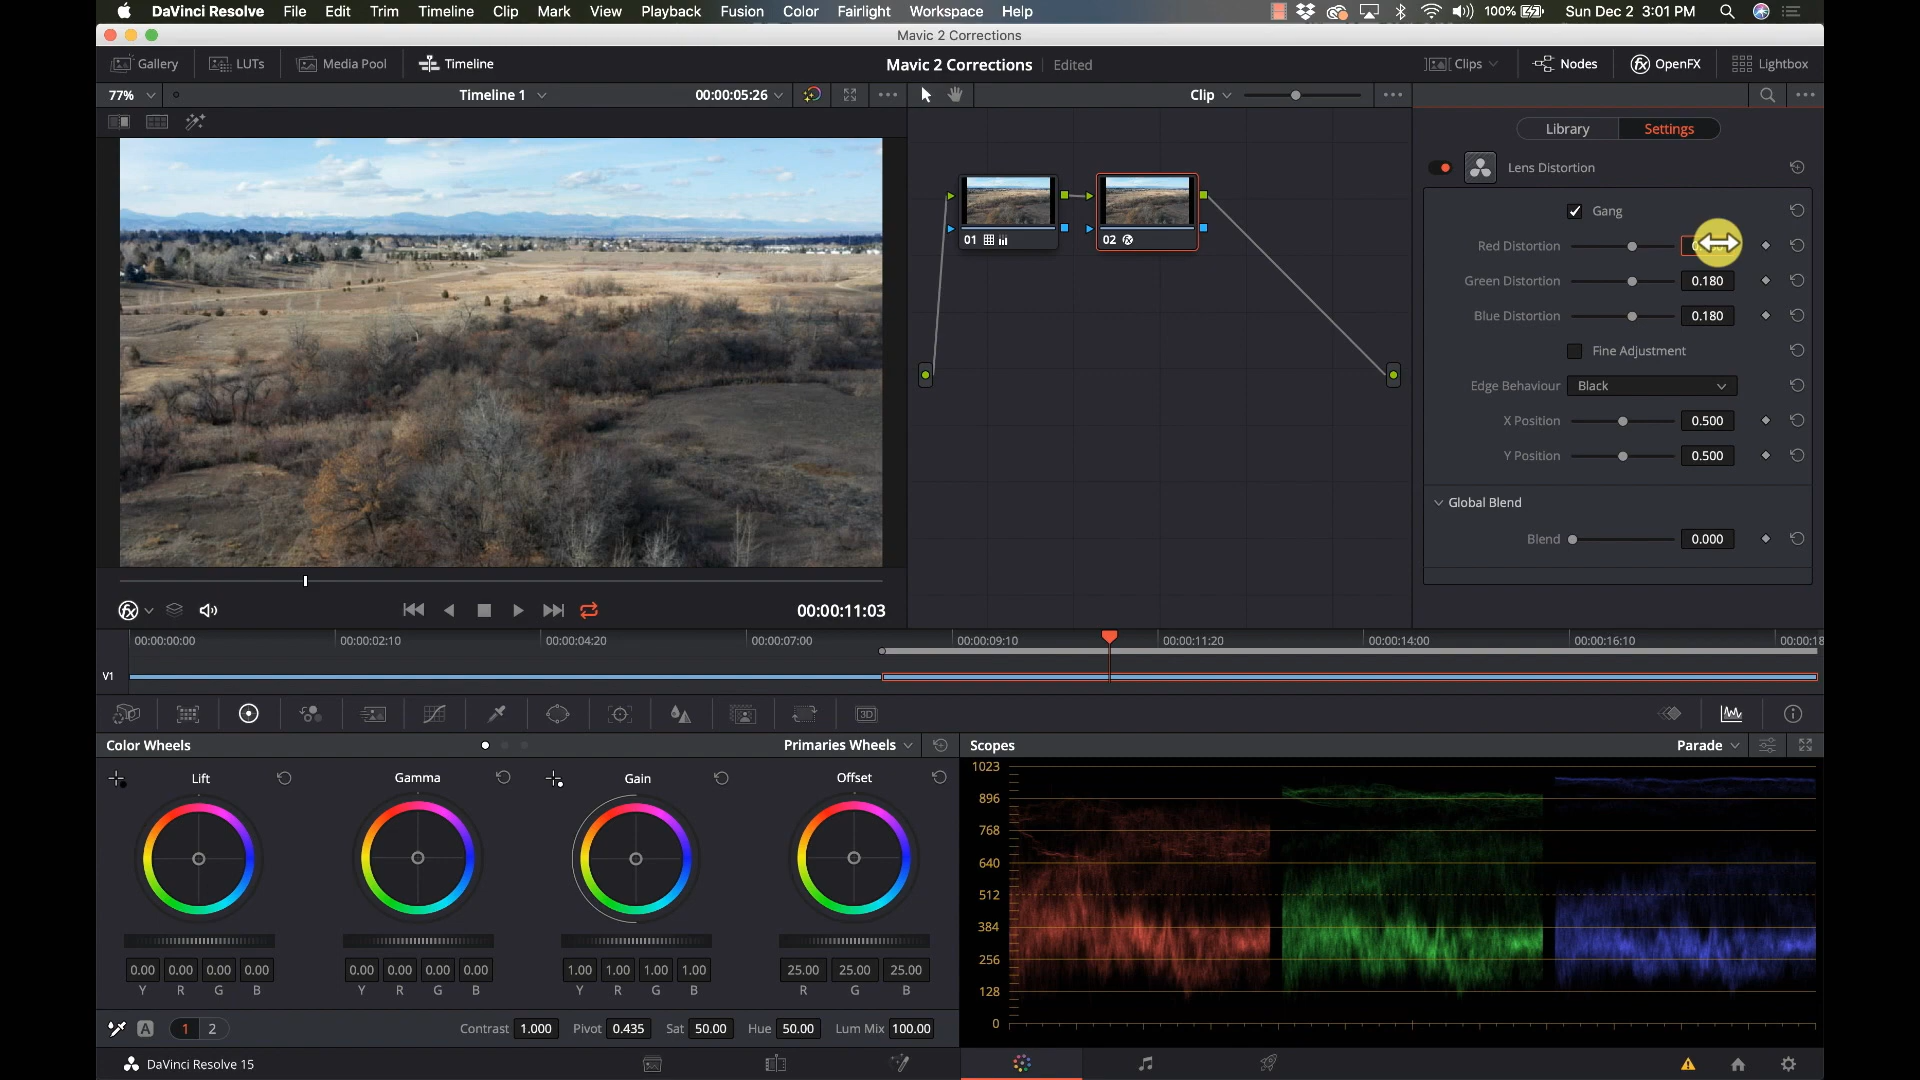 DaVinci Resolve File Edit Trim Timeline Clip Mark View Playback Fusion Color Fairlight Workspace Help 100% Sun Dec 2 3:01 PM
Mavic 2 Corrections
Gallery LUTs Media Pool Timeline Mavic 2 Corrections Edited Clips Nodes OpenFX Lightbox
77% Timeline 1 00:00:05:26 Clip
Library Settings
Lens Distortion
Gang
Red Distortion
Green Distortion 0.180
Blue Distortion 0.180
Fine Adjustment
Edge Behaviour Black
X Position 0.500
Y Position 0.500
Global Blend
Blend 0.000
01
02
00:00:11:03
00:00:00:00 00:00:02:10 00:00:04:20 00:00:07:00 00:00:09:10 00:00:11:20 00:00:14:00 00:00:16:10 00:00:18
V1
3D
Color Wheels Primaries Wheels
Lift Gamma Gain Offset
0.00 0.00 0.00 0.00 0.00 0.00 0.00 0.00 1.00 1.00 1.00 1.00 25.00 25.00 25.00
Y R G B Y R G B Y R G B R G B
A 1 2 Contrast 1.000 Pivot 0.435 Sat 50.00 Hue 50.00 Lum Mix 100.00
Scopes Parade
1023
896
768
640
512
384
256
128
0
DaVinci Resolve 15